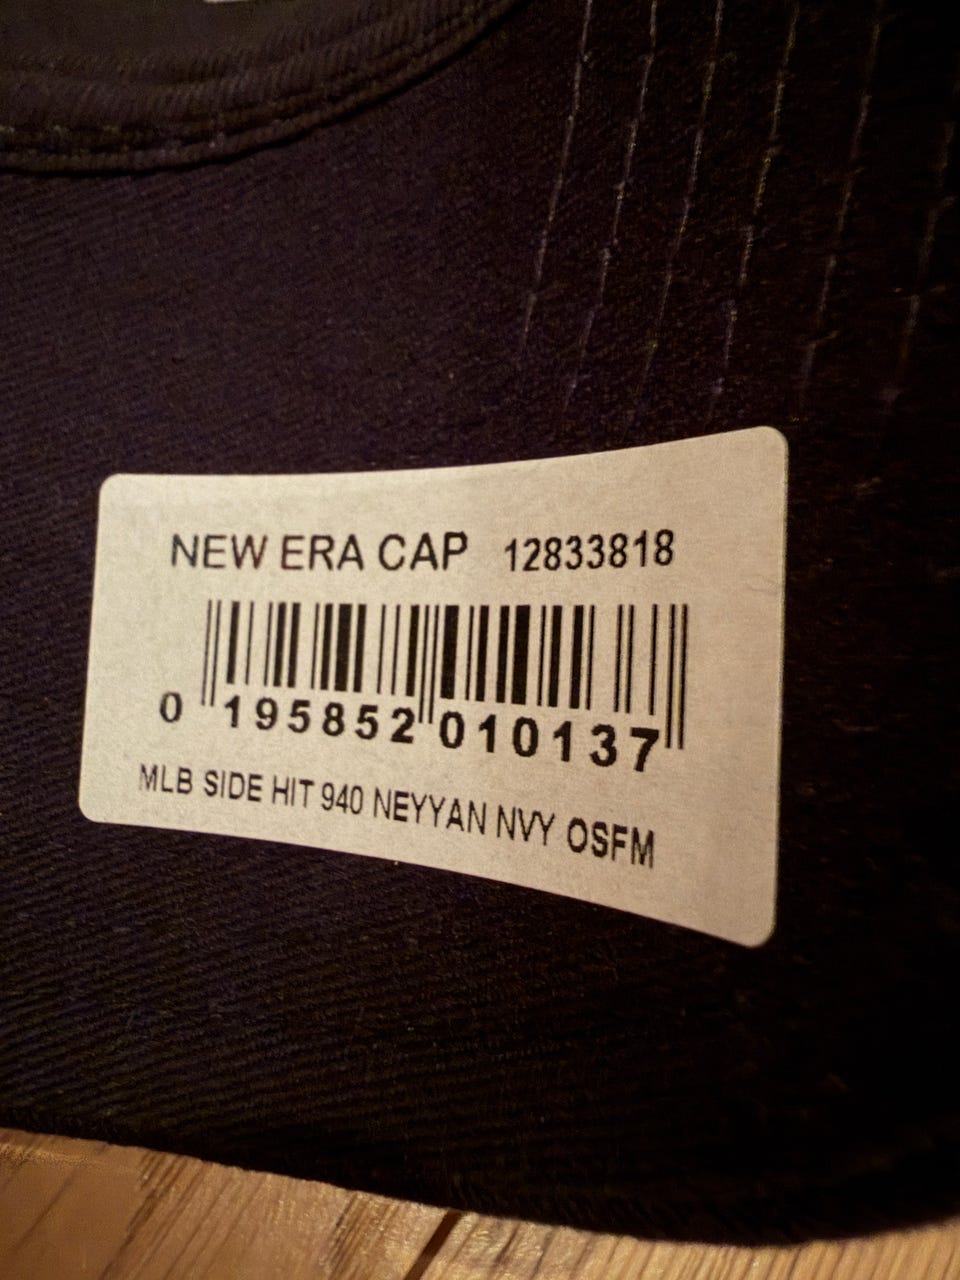 NEW ERA CAP 12833818
0 195852 010137
MLB SIDE HIT 940 NEYYAN NVY OSFM